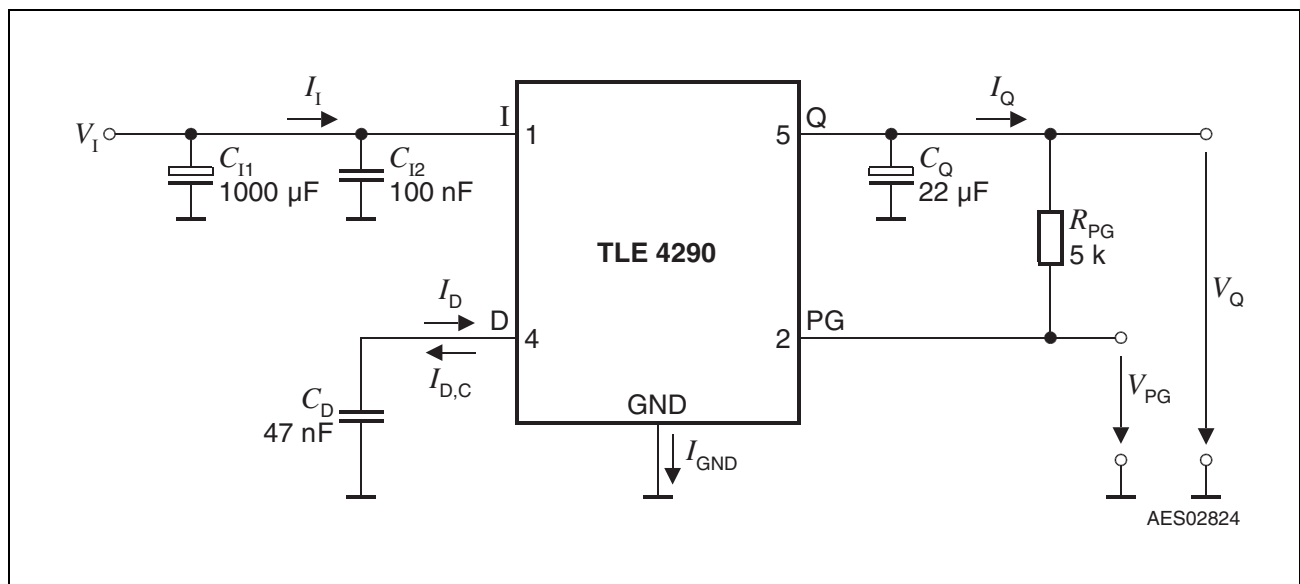 I_I
I
I_Q
Q
V_I
1
5
C_I1
1000 µF
C_I2
100 nF
C_Q
22 µF
R_PG
5 k
TLE 4290
V_Q
I_D
D
PG
4
2
I_D,C
V_PG
C_D
47 nF
GND
I_GND
AES02824